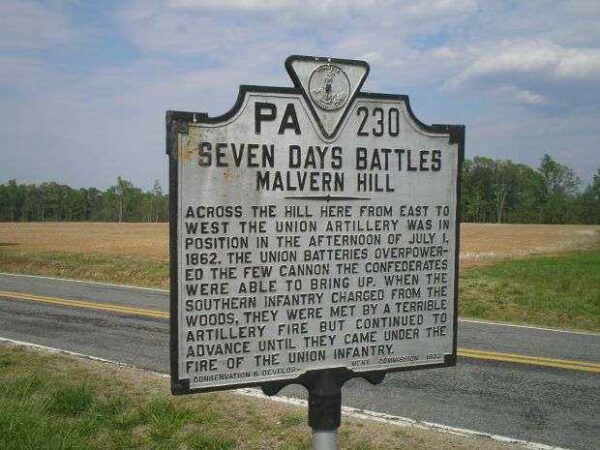 PA 230
SEVEN DAYS BATTLES
MALVERN HILL
ACROSS THE HILL HERE FROM EAST TO
WEST THE UNION ARTILLERY WAS IN
POSITION IN THE AFTERNOON OF JULY 1,
1862. THE UNION BATTERIES OVERPOWER-
ED THE FEW CANNON THE CONFEDERATES
WERE ABLE TO BRING UP. WHEN THE
SOUTHERN INFANTRY CHARGED FROM THE
WOODS, THEY WERE MET BY A TERRIBLE
ARTILLERY FIRE BUT CONTINUED TO
ADVANCE UNTIL THEY CAME UNDER THE
FIRE OF THE UNION INFANTRY.
CONSERVATION & DEVELOP- MENT COMMISSION